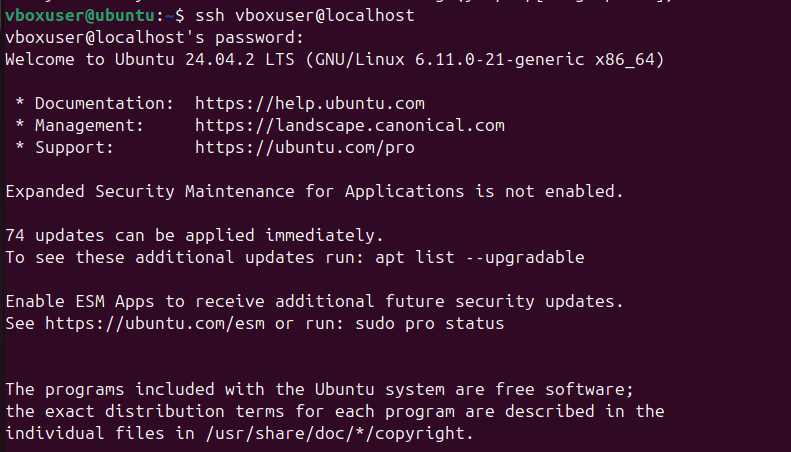 vboxuser@ubuntu:~$ ssh vboxuser@localhost
vboxuser@localhost's password:
Welcome to Ubuntu 24.04.2 LTS (GNU/Linux 6.11.0-21-generic x86_64)

 * Documentation:  https://help.ubuntu.com
 * Management:     https://landscape.canonical.com
 * Support:        https://ubuntu.com/pro

Expanded Security Maintenance for Applications is not enabled.

74 updates can be applied immediately.
To see these additional updates run: apt list --upgradable

Enable ESM Apps to receive additional future security updates.
See https://ubuntu.com/esm or run: sudo pro status


The programs included with the Ubuntu system are free software;
the exact distribution terms for each program are described in the
individual files in /usr/share/doc/*/copyright.